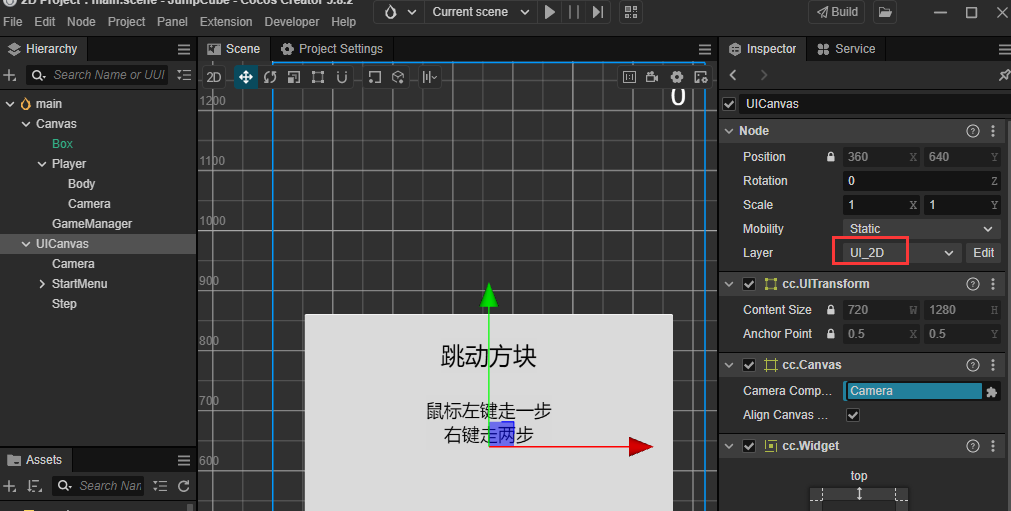 2D Project : main.scene - JumpCube - Cocos Creator 3.8.2
File Edit Node Project Panel Extension Developer Help
Current scene
Build
Hierarchy
Search Name or UUI
main
Canvas
Box
Player
Body
Camera
GameManager
UICanvas
Camera
StartMenu
Step
Assets
Search Nan
Scene
Project Settings
2D
1200
1100
1000
900
800
700
600
0
跳动方块
鼠标左键走一步
右键走两步
Inspector
Service
UICanvas
Node
Position 360 X 640 Y
Rotation 0 Z
Scale 1 X 1 Y
Mobility Static
Layer UI_2D Edit
cc.UITransform
Content Size 720 W 1280 H
Anchor Point 0.5 X 0.5 Y
cc.Canvas
Camera Comp... Camera
Align Canvas ...
cc.Widget
top